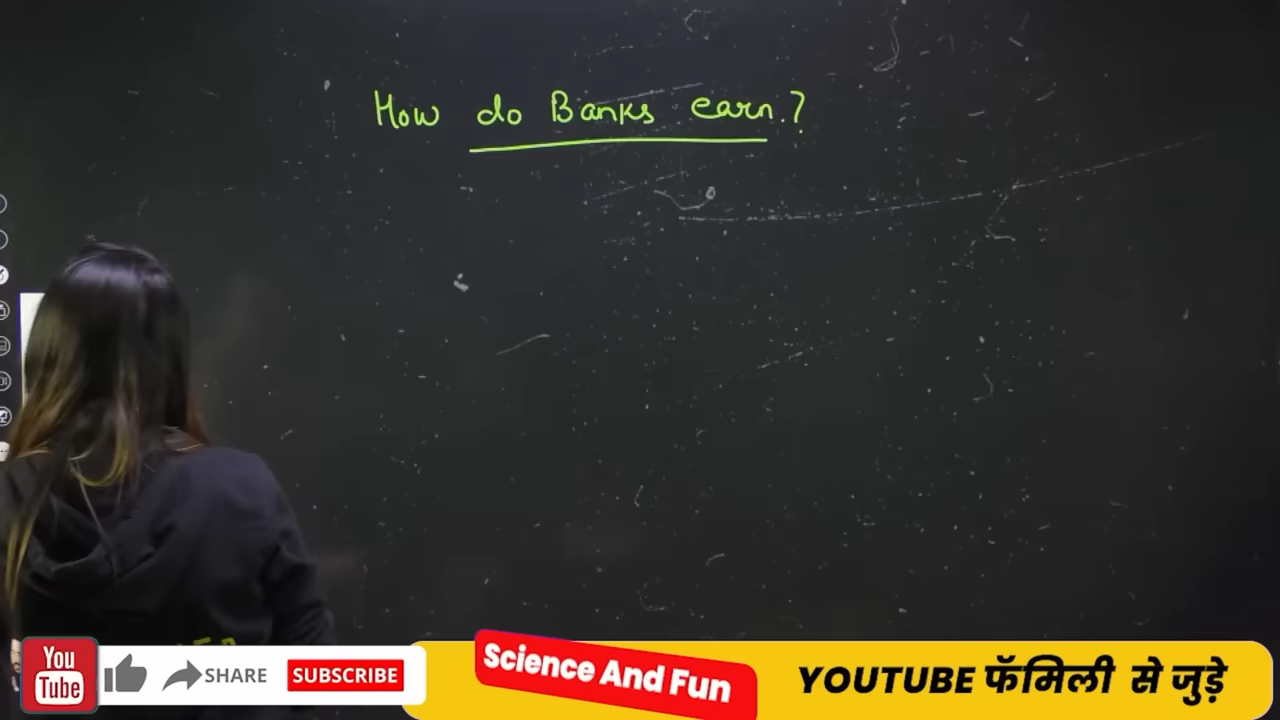 How do Banks earn.?
You
Tube
SHARE
SUBSCRIBE
Science And Fun
YOUTUBE फॅमिली से जुड़े